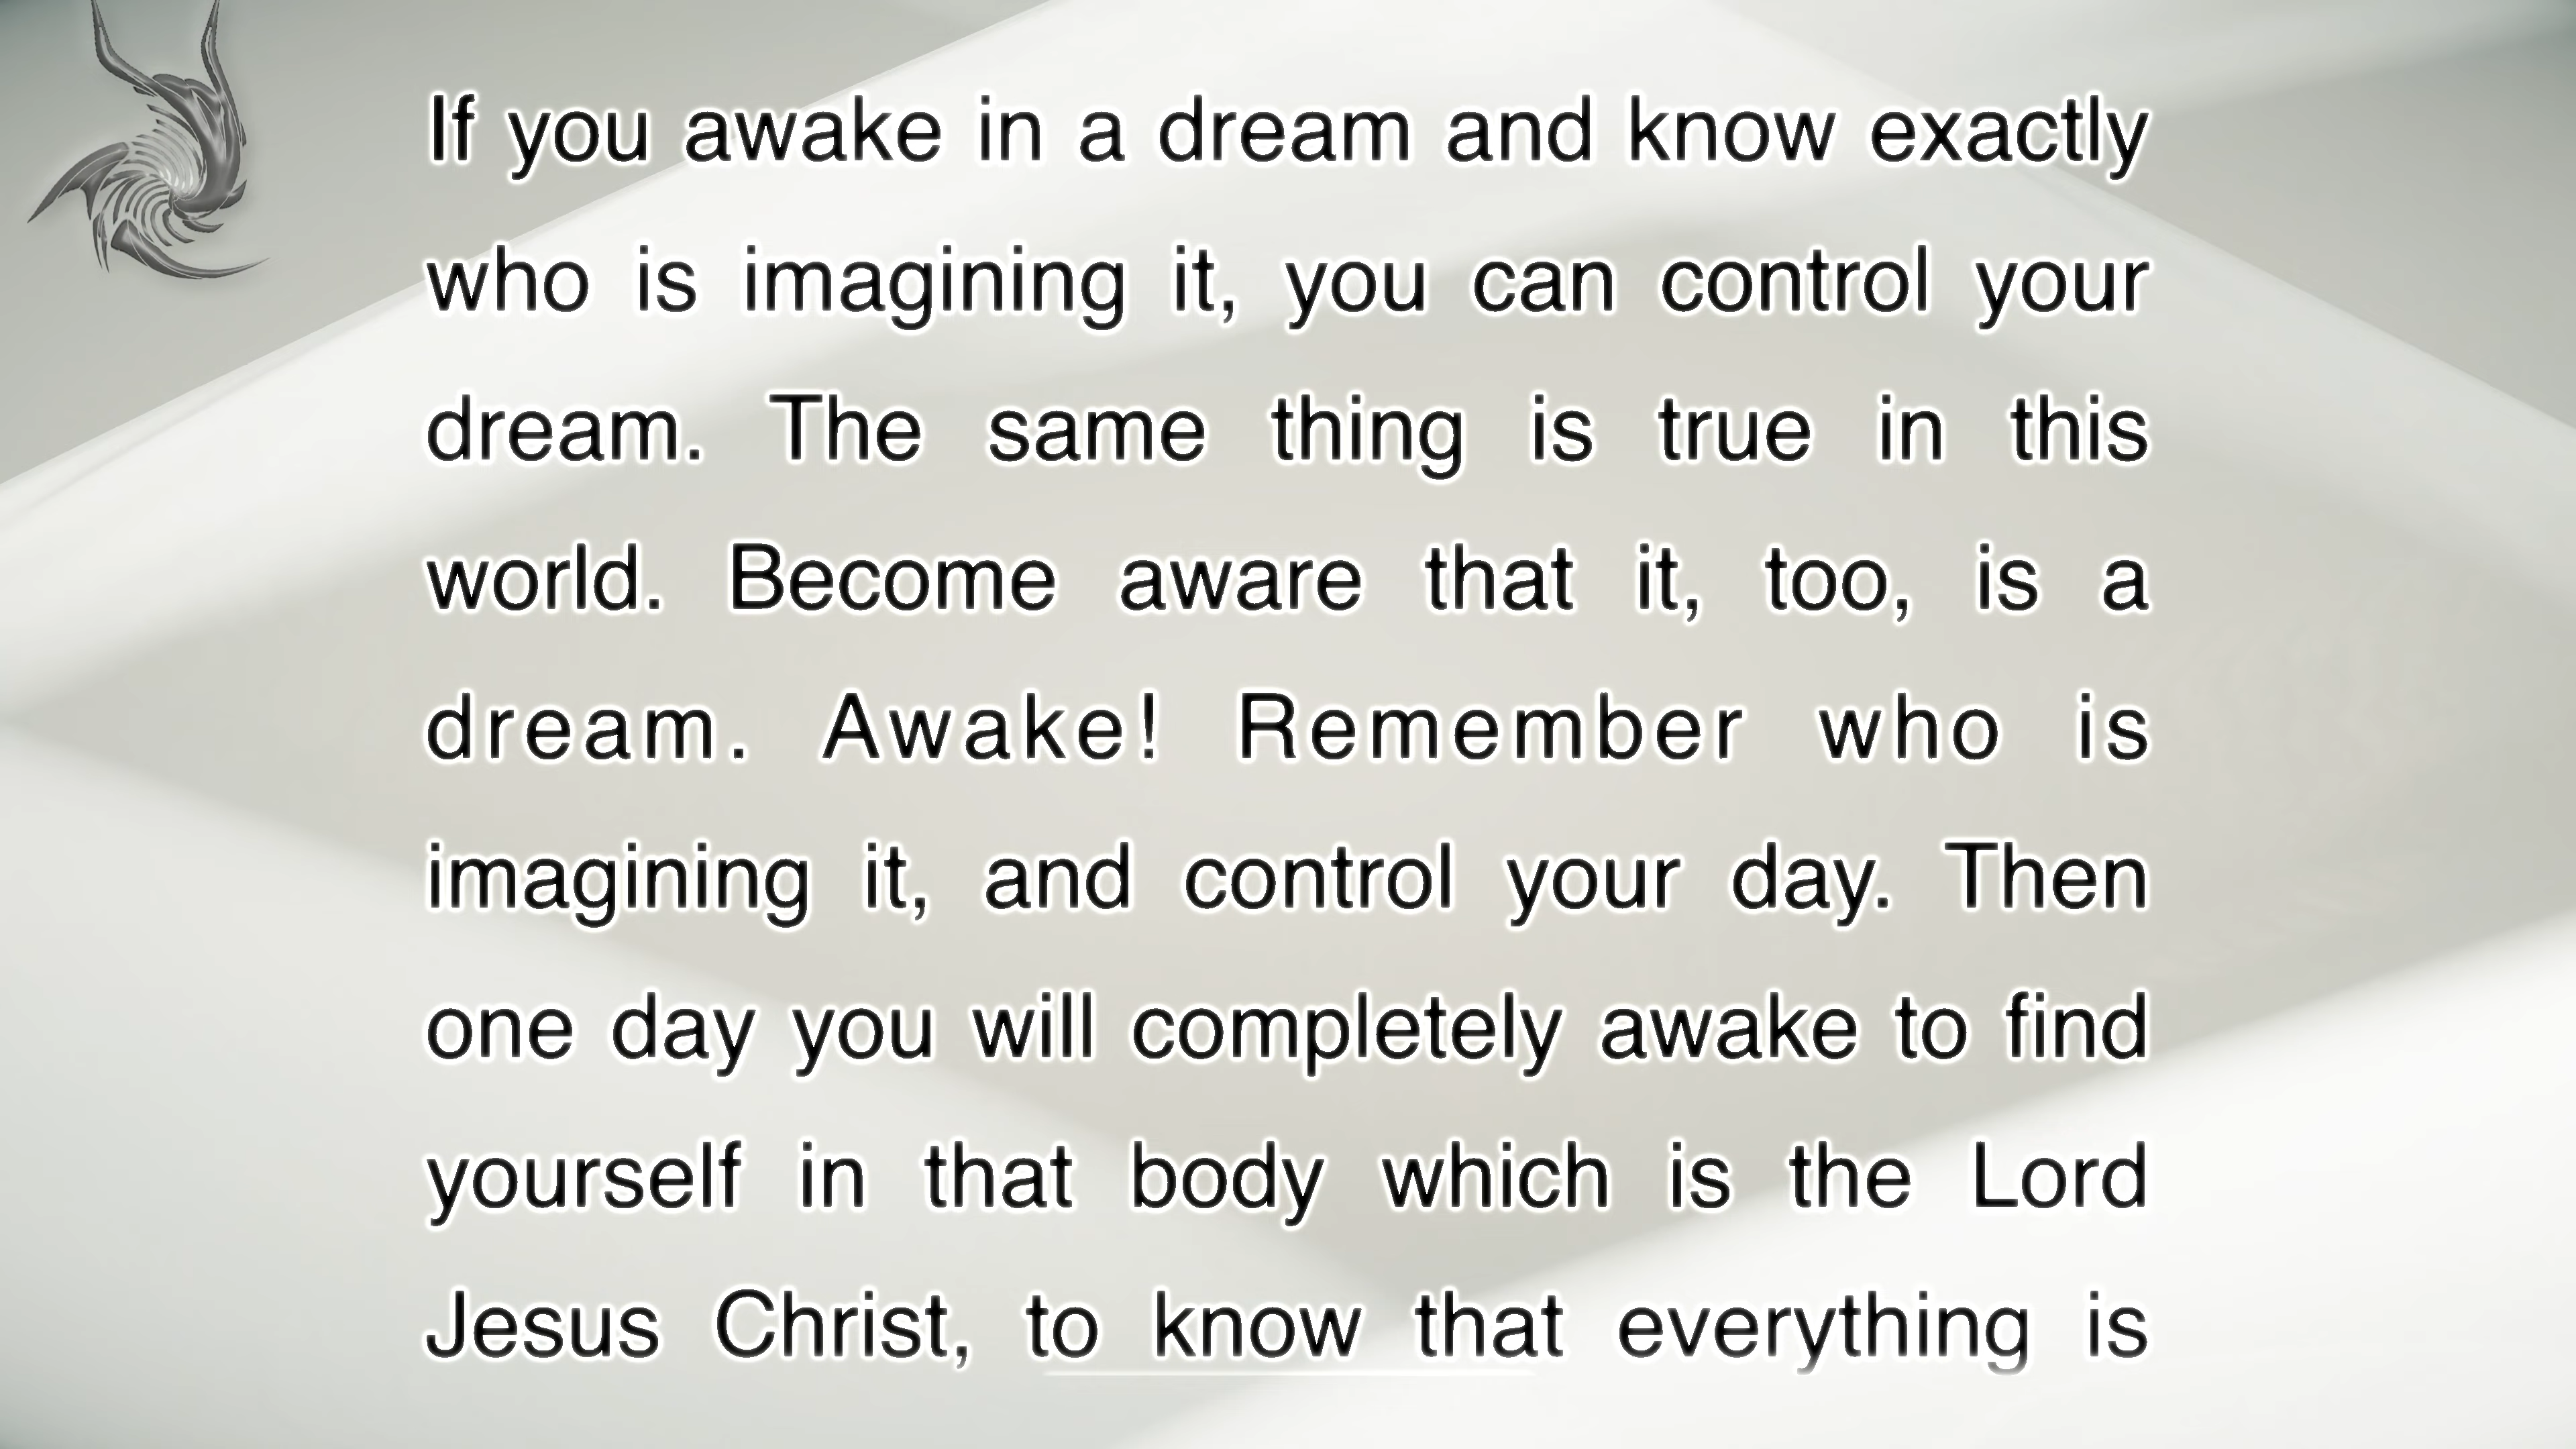 If you awake in a dream and know exactly
who is imagining it, you can control your
dream. The same thing is true in this
world. Become aware that it, too, is a
dream. Awake! Remember who is
imagining it, and control your day. Then
one day you will completely awake to find
yourself in that body which is the Lord
Jesus Christ, to know that everything is